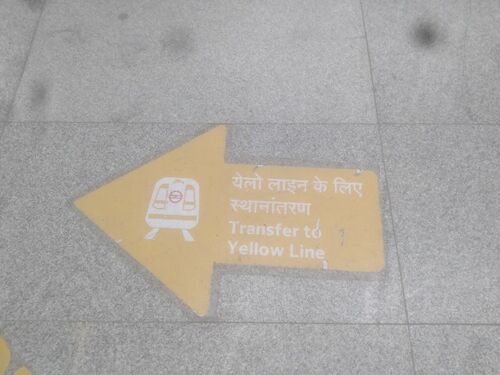 येलो लाइन के लिए
स्थानांतरण
Transfer to
Yellow Line